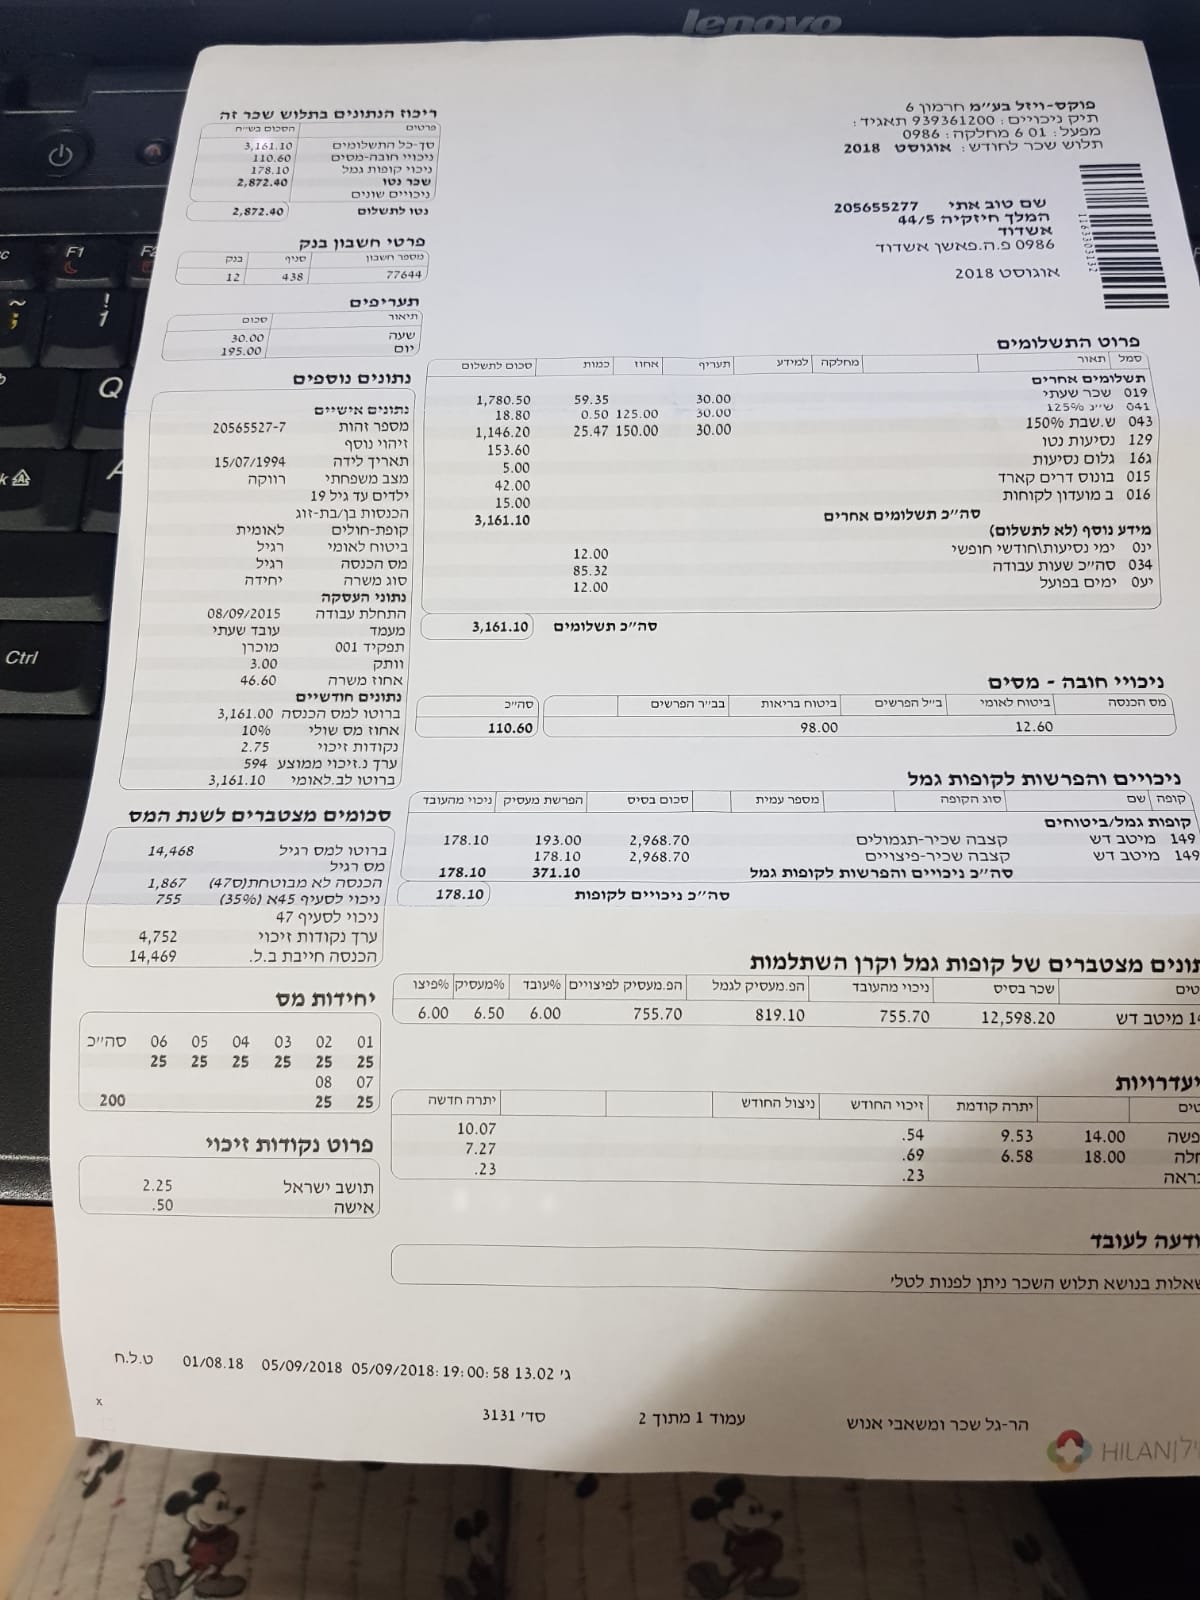 lenovo
פוקס-ויזל בע"מ חרמון 6
תיק ניכויים: 939361200 תאגיד:
מפעל: 01 6 מחלקה: 0986
תלוש שכר לחודש: אוגוסט 2018
שם טוב אתי 205655277
המלך חיזקיה 44/5
אשדוד
0986 פ.ה.פאשן אשדוד
אוגוסט 2018
1163303132
ריכוז הנתונים בתלוש שכר זה
פרטים הסכום בש"ח
סך-כל התשלומים 3,161.10
ניכויי חובה-מסים 110.60
ניכוי קופות גמל 178.10
שכר נטו 2,872.40
ניכויים שונים
נטו לתשלום 2,872.40
פרטי חשבון בנק
מספר חשבון סניף בנק
77644 438 12
תעריפים
תיאור סכום
שעה 30.00
יום 195.00
פרוט התשלומים
סמל תאור מחלקה למידע תעריף אחוז כמות סכום לתשלום
תשלומים אחרים
019 שכר שעתי 30.00 59.35 1,780.50
041 ש"נ 125% 30.00 125.00 0.50 18.80
043 ש.שבת 150% 30.00 150.00 25.47 1,146.20
129 נסיעות נטו 153.60
ג16 גלום נסיעות 5.00
015 בונוס דרים קארד 42.00
016 ב מועדון לקוחות 15.00
סה"כ תשלומים אחרים 3,161.10
מידע נוסף (לא לתשלום)
ינ0 ימי נסיעות\חודשי חופשי 12.00
034 סה"כ שעות עבודה 85.32
יע0 ימים בפועל 12.00
סה"כ תשלומים 3,161.10
נתונים נוספים
נתונים אישיים
מספר זהות 20565527-7
זיהוי נוסף
תאריך לידה 15/07/1994
מצב משפחתי רווקה
ילדים עד גיל 19
הכנסות בן/בת-זוג
קופת-חולים לאומית
ביטוח לאומי רגיל
מס הכנסה רגיל
סוג משרה יחידה
נתוני העסקה
התחלת עבודה 08/09/2015
מעמד עובד שעתי
תפקיד 001 מוכרן
וותק 3.00
אחוז משרה 46.60
נתונים חודשיים
ברוטו למס הכנסה 3,161.00
אחוז מס שולי 10%
נקודות זיכוי 2.75
ערך נ.זיכוי ממוצע 594
ברוטו לב.לאומי 3,161.10
ניכויי חובה - מסים
מס הכנסה ביטוח לאומי ב"ל הפרשים ביטוח בריאות בב"ר הפרשים סה"כ
12.60 98.00 110.60
ניכויים והפרשות לקופות גמל
קופה שם סוג הקופה מספר עמית סכום בסיס הפרשת מעסיק ניכוי מהעובד
קופות גמל/ביטוחים
149 מיטב דש קצבה שכיר-תגמולים 2,968.70 193.00 178.10
149 מיטב דש קצבה שכיר-פיצויים 2,968.70 178.10
סה"כ ניכויים והפרשות לקופות גמל 371.10 178.10
סה"כ ניכויים לקופות 178.10
סכומים מצטברים לשנת המס
ברוטו למס רגיל 14,468
מס רגיל
הכנסה לא מבוטחת(ס47) 1,867
ניכוי לסעיף 45א (35%) 755
ניכוי לסעיף 47
ערך נקודות זיכוי 4,752
הכנסה חייבת ב.ל. 14,469
תונים מצטברים של קופות גמל וקרן השתלמות
טים שכר בסיס ניכוי מהעובד הפ.מעסיק לגמל הפ.מעסיק לפיצויים %עובד %מעסיק %פיצו
14 מיטב דש 12,598.20 755.70 819.10 755.70 6.00 6.50 6.00
יחידות מס
01 02 03 04 05 06 סה"כ
25 25 25 25 25 25
07 08
25 25 200
יעדרויות
טים יתרה קודמת זיכוי החודש ניצול החודש יתרה חדשה
פשה 14.00 9.53 .54 10.07
חלה 18.00 6.58 .69 7.27
בראה .23 .23
פרוט נקודות זיכוי
תושב ישראל 2.25
אישה .50
ודעה לעובד
שאלות בנושא תלוש השכר ניתן לפנות לטל'
ג' 13.02 19:00:58 :05/09/2018 05/09/2018 01/08.18 ט.ל.ח
x
הר-גל שכר ומשאבי אנוש עמוד 1 מתוך 2 סד' 3131
HILAN ילן